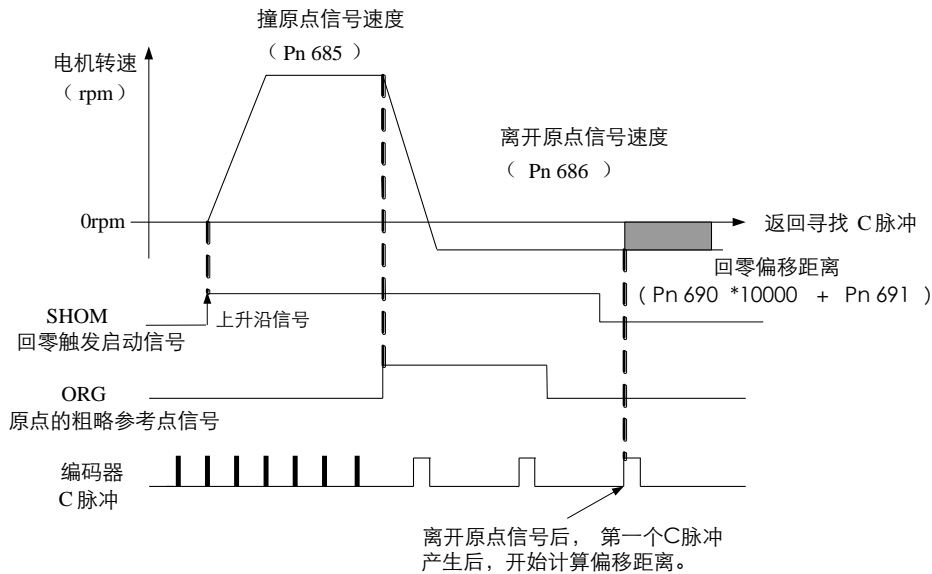 撞原点信号速度
（ Pn 685 ）
电机转速
（ rpm ）
离开原点信号速度
（ Pn 686 ）
0rpm
返回寻找 C 脉冲
回零偏移距离
( Pn 690 *10000 + Pn 691 )
SHOM
回零触发启动信号
上升沿信号
ORG
原点的粗略参考点信号
编码器
C 脉冲
离开原点信号后， 第一个C脉冲
产生后，开始计算偏移距离。